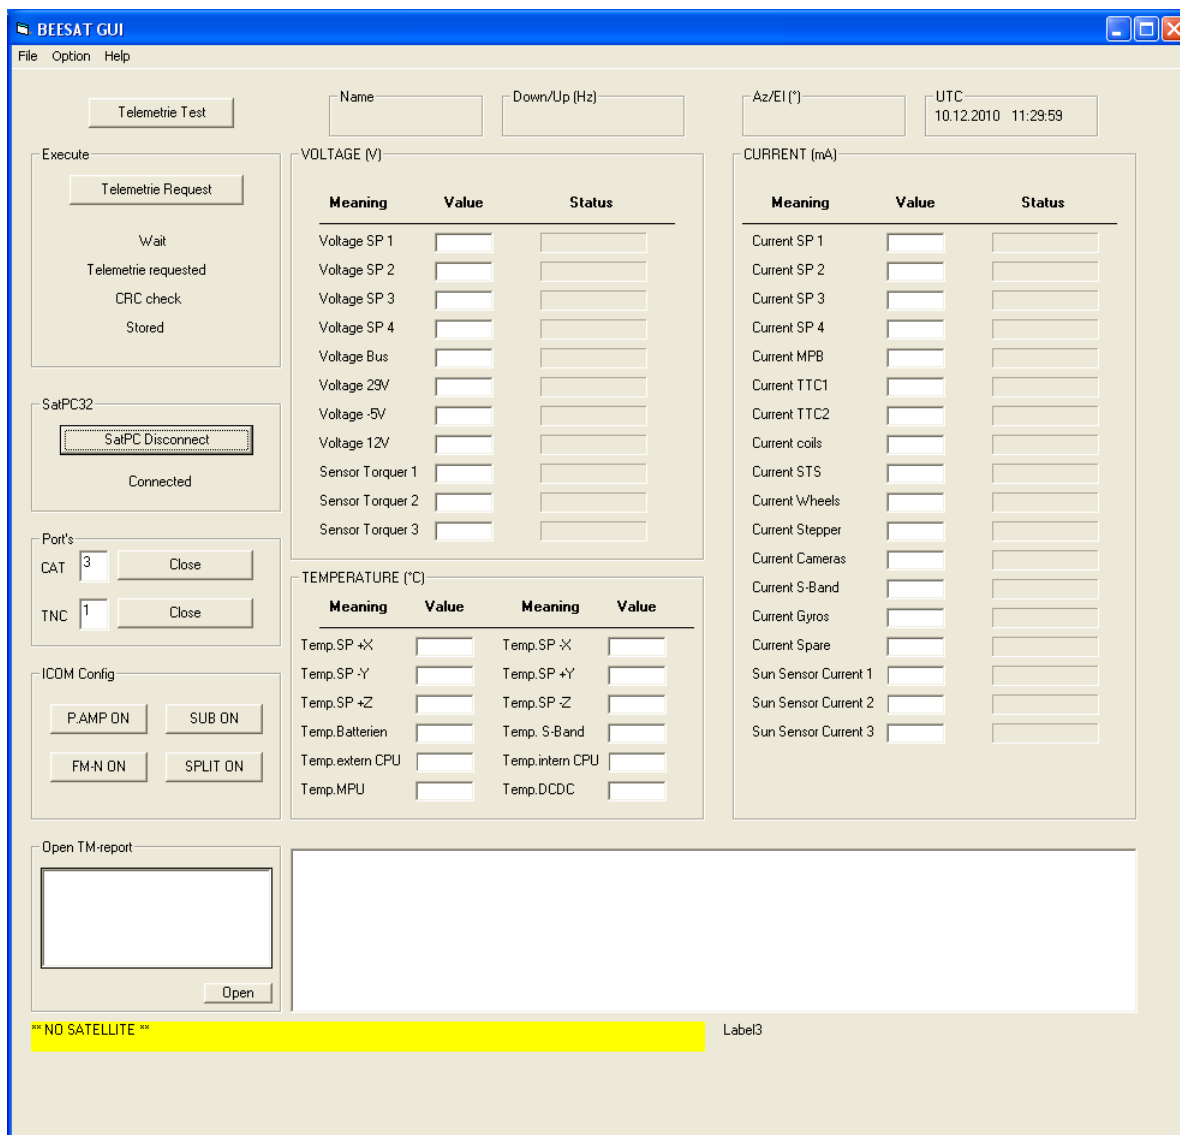 BEESAT GUI
File Option Help
Telemetrie Test
Name
Down/Up (Hz)
Az/El (°)
UTC
10.12.2010 11:29:59
Execute
Telemetrie Request
Wait
Telemetrie requested
CRC check
Stored
SatPC32
SatPC Disconnect
Connected
Port's
CAT 3 Close
TNC 1 Close
ICOM Config
P.AMP ON SUB ON
FM-N ON SPLIT ON
VOLTAGE (V)
Meaning Value Status
Voltage SP 1
Voltage SP 2
Voltage SP 3
Voltage SP 4
Voltage Bus
Voltage 29V
Voltage -5V
Voltage 12V
Sensor Torquer 1
Sensor Torquer 2
Sensor Torquer 3
TEMPERATURE (°C)
Meaning Value Meaning Value
Temp.SP +X Temp.SP -X
Temp.SP -Y Temp.SP +Y
Temp.SP +Z Temp.SP -Z
Temp.Batterien Temp. S-Band
Temp.extern CPU Temp.intern CPU
Temp.MPU Temp.DCDC
CURRENT (mA)
Meaning Value Status
Current SP 1
Current SP 2
Current SP 3
Current SP 4
Current MPB
Current TTC1
Current TTC2
Current coils
Current STS
Current Wheels
Current Stepper
Current Cameras
Current S-Band
Current Gyros
Current Spare
Sun Sensor Current 1
Sun Sensor Current 2
Sun Sensor Current 3
Open TM-report
Open
** NO SATELLITE **
Label3